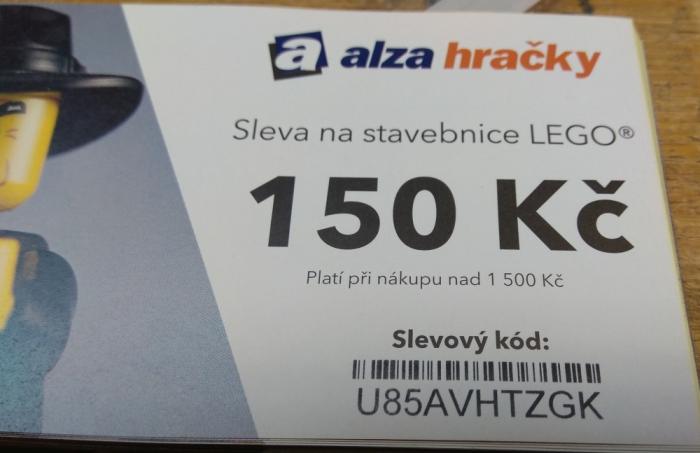 a alza hračky
Sleva na stavebnice LEGO®
150 Kč
Platí při nákupu nad 1 500 Kč
Slevový kód:
U85AVHTZGK